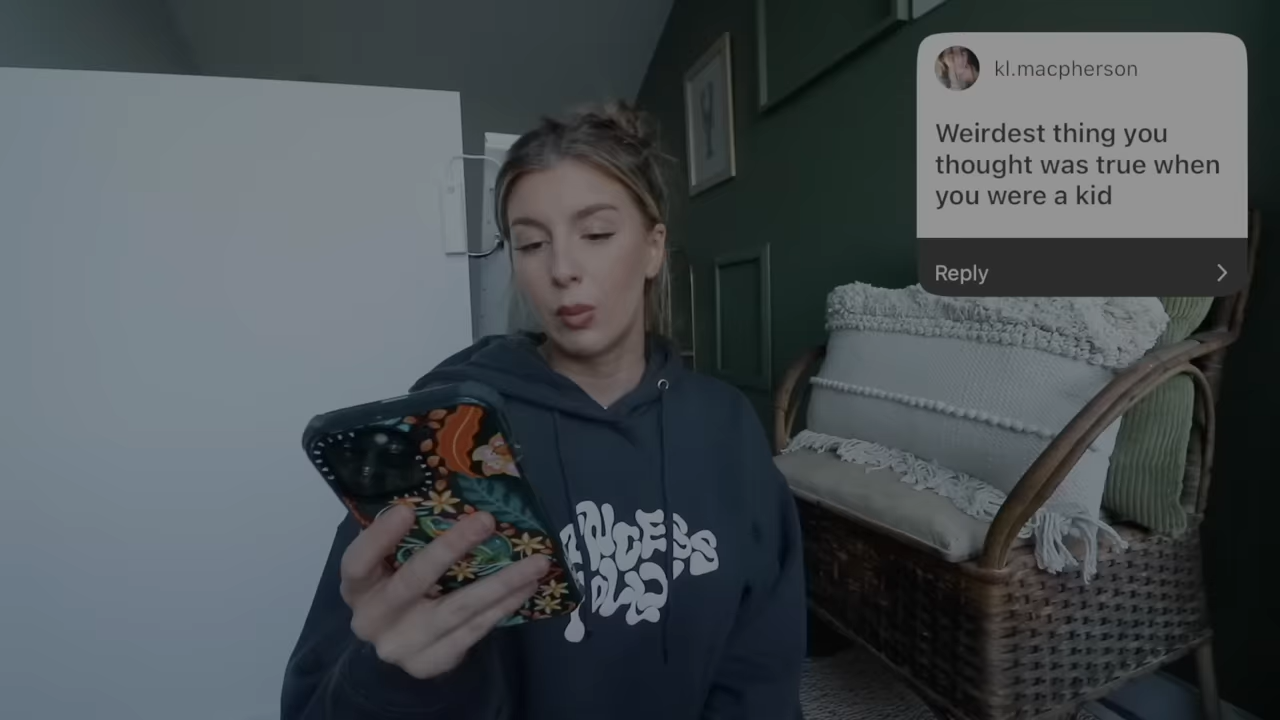 kl.macpherson
Weirdest thing you
thought was true when
you were a kid
Reply